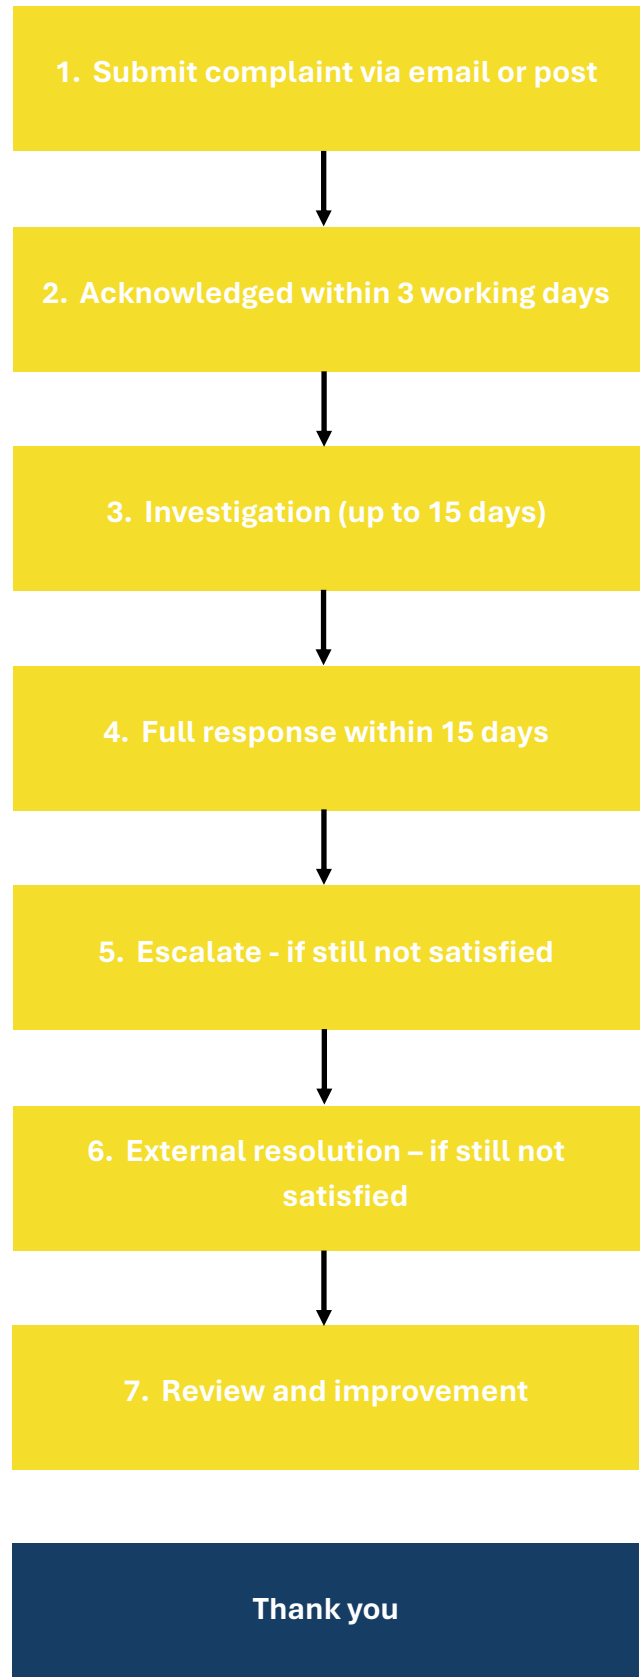 1. Submit complaint via email or post
2. Acknowledged within 3 working days
3. Investigation (up to 15 days)
4. Full response within 15 days
5. Escalate - if still not satisfied
6. External resolution – if still not
satisfied
7. Review and improvement
Thank you